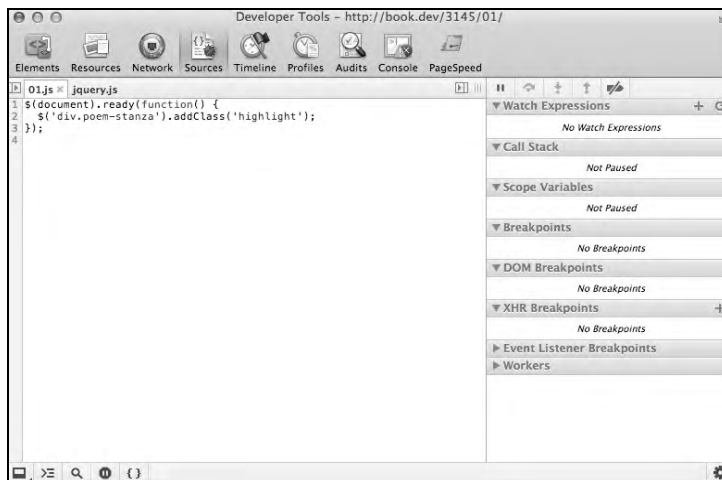 Developer Tools - http://book.dev/3145/01/
Elements Resources Network Sources Timeline Profiles Audits Console PageSpeed
01.js × jquery.js
1 $(document).ready(function() {
2   $('div.poem-stanza').addClass('highlight');
3 });
4
Watch Expressions
No Watch Expressions
Call Stack
Not Paused
Scope Variables
Not Paused
Breakpoints
No Breakpoints
DOM Breakpoints
No Breakpoints
XHR Breakpoints
No Breakpoints
Event Listener Breakpoints
Workers